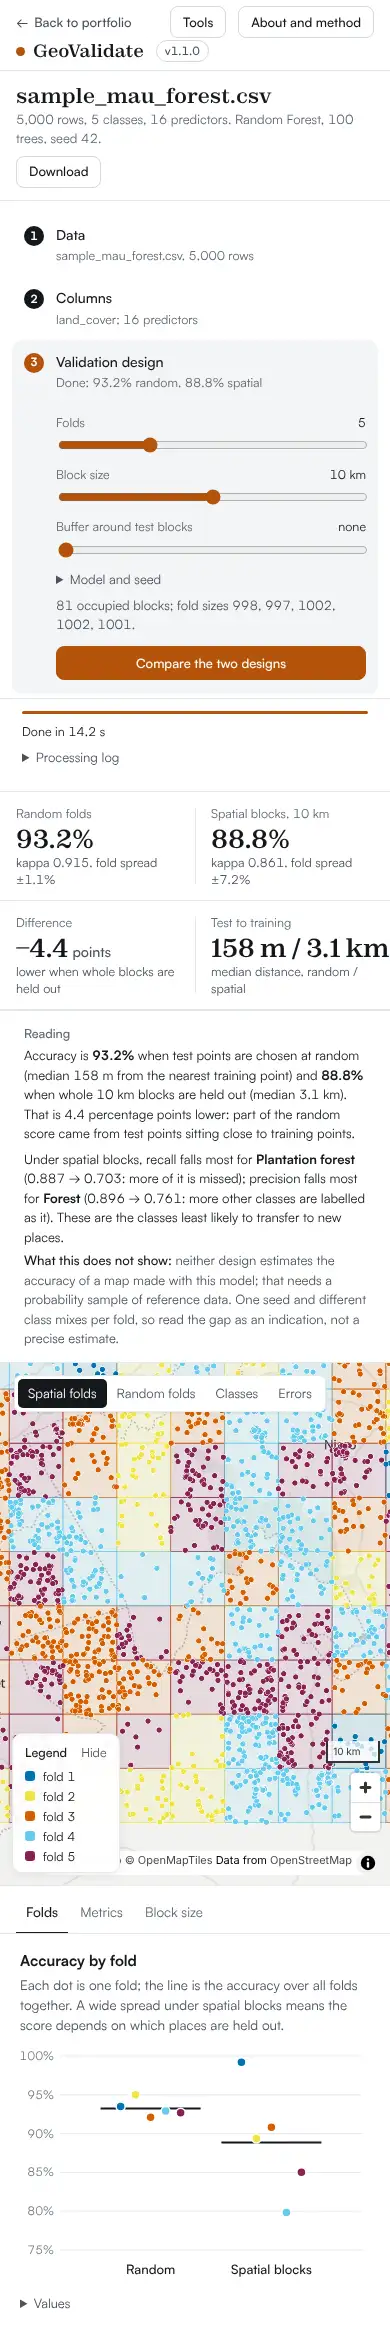 ← Back to portfolio
Tools
About and method
GeoValidate
v1.1.0
sample_mau_forest.csv
5,000 rows, 5 classes, 16 predictors. Random Forest, 100
trees, seed 42.
Download
1 Data
sample_mau_forest.csv, 5,000 rows
2 Columns
land_cover; 16 predictors
3 Validation design
Done: 93.2% random, 88.8% spatial
Folds 5
Block size 10 km
Buffer around test blocks none
Model and seed
81 occupied blocks; fold sizes 998, 997, 1002,
1002, 1001.
Compare the two designs
Done in 14.2 s
Processing log
Random folds
93.2%
kappa 0.915, fold spread
±1.1%
Spatial blocks, 10 km
88.8%
kappa 0.861, fold spread
±7.2%
Difference
−4.4 points
lower when whole blocks are
held out
Test to training
158 m / 3.1 km
median distance, random /
spatial
Reading
Accuracy is 93.2% when test points are chosen at random
(median 158 m from the nearest training point) and 88.8%
when whole 10 km blocks are held out (median 3.1 km).
That is 4.4 percentage points lower: part of the random
score came from test points sitting close to training points.
Under spatial blocks, recall falls most for Plantation forest
(0.887 → 0.703: more of it is missed); precision falls most
for Forest (0.896 → 0.761: more other classes are labelled
as it). These are the classes least likely to transfer to new
places.
What this does not show: neither design estimates the
accuracy of a map made with this model; that needs a
probability sample of reference data. One seed and different
class mixes per fold, so read the gap as an indication, not a
precise estimate.
Spatial folds
Random folds
Classes
Errors
Legend
Hide
fold 1
fold 2
fold 3
fold 4
fold 5
10 km
+
−
© OpenMapTiles Data from OpenStreetMap
Folds
Metrics
Block size
Accuracy by fold
Each dot is one fold; the line is the accuracy over all folds
together. A wide spread under spatial blocks means the
score depends on which places are held out.
100%
95%
90%
85%
80%
75%
Random
Spatial blocks
Values